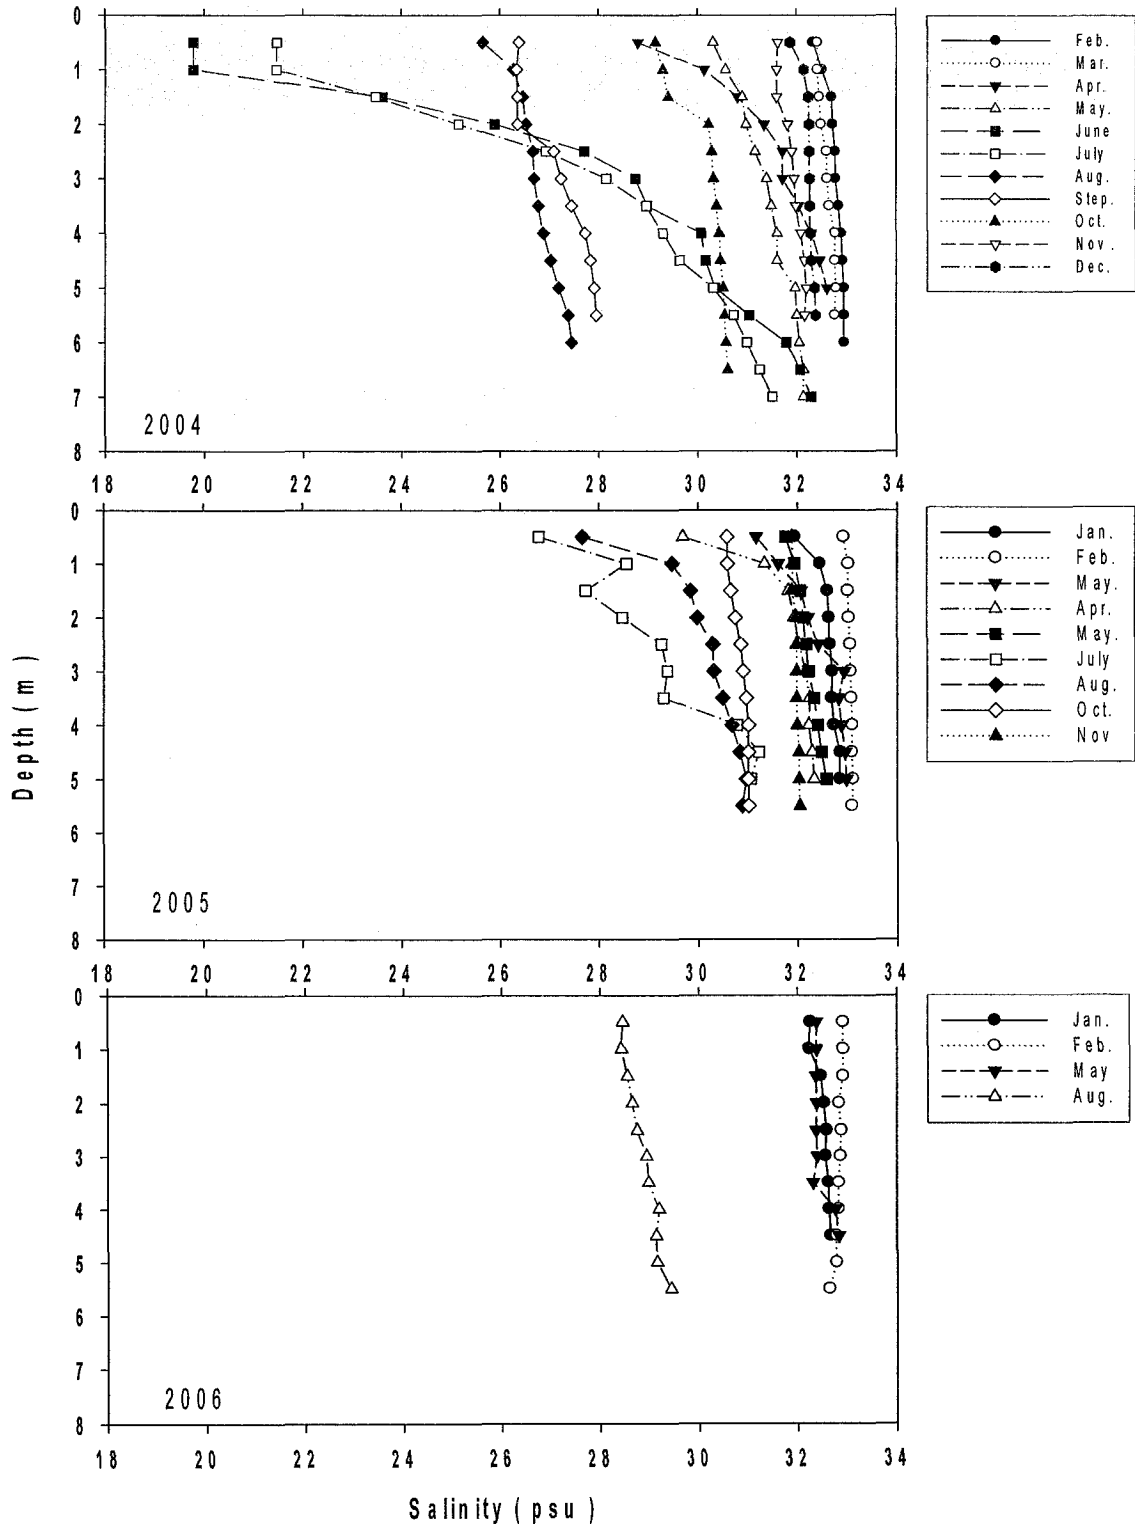 0
1
2
3
4
5
6
7
8
2004
18 20 22 24 26 28 30 32 34
Feb.
Mar.
Apr.
May.
June
July
Aug.
Step.
Oct.
Nov.
Dec.
0
1
2
3
4
5
6
7
8
2005
18 20 22 24 26 28 30 32 34
Jan.
Feb.
May.
Apr.
May.
July
Aug.
Oct.
Nov
Depth (m)
0
1
2
3
4
5
6
7
8
2006
18 20 22 24 26 28 30 32 34
Jan.
Feb.
May
Aug.
Salinity ( psu )